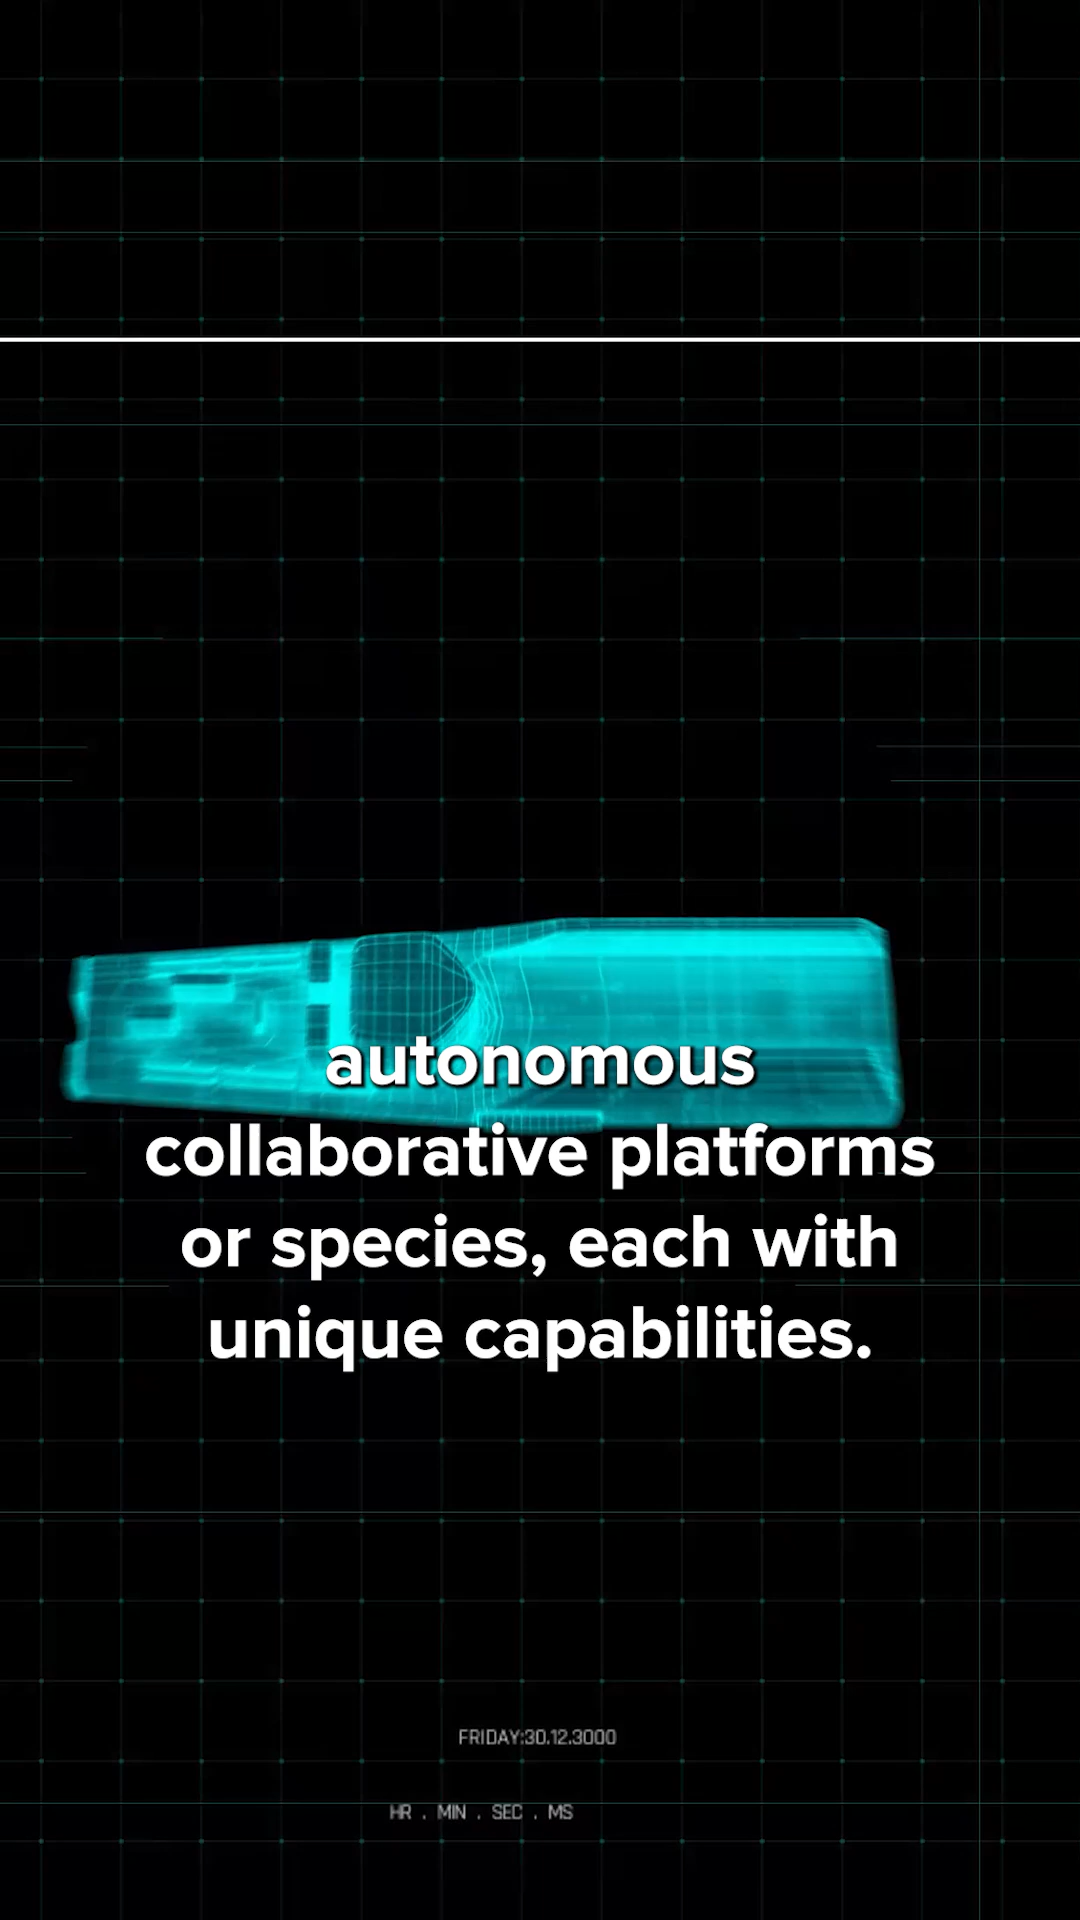 autonomous
collaborative platforms
or species, each with
unique capabilities.
FRIDAY:30.12.3000
HR . MIN . SEC . MS